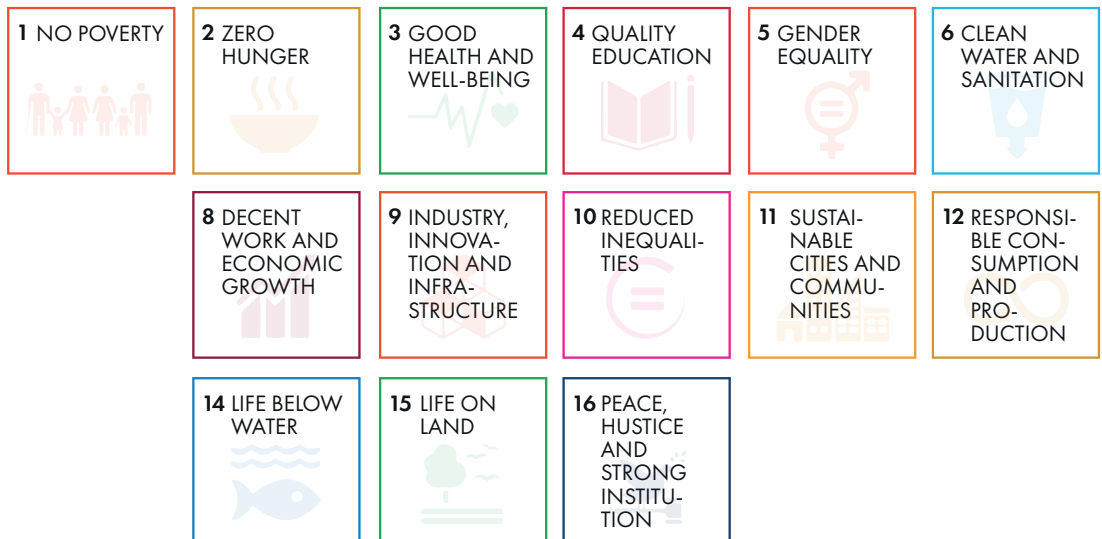 1 NO POVERTY
2 ZERO
HUNGER
3 GOOD
HEALTH AND
WELL-BEING
4 QUALITY
EDUCATION
5 GENDER
EQUALITY
6 CLEAN
WATER AND
SANITATION
8 DECENT
WORK AND
ECONOMIC
GROWTH
9 INDUSTRY,
INNOVA-
TION AND
INFRA-
STRUCTURE
10 REDUCED
INEQUALI-
TIES
11 SUSTAI-
NABLE
CITIES AND
COMMU-
NITIES
12 RESPONSI-
BLE CON-
SUMPTION
AND
PRO-
DUCTION
14 LIFE BELOW
WATER
15 LIFE ON
LAND
16 PEACE,
HUSTICE
AND
STRONG
INSTITU-
TION